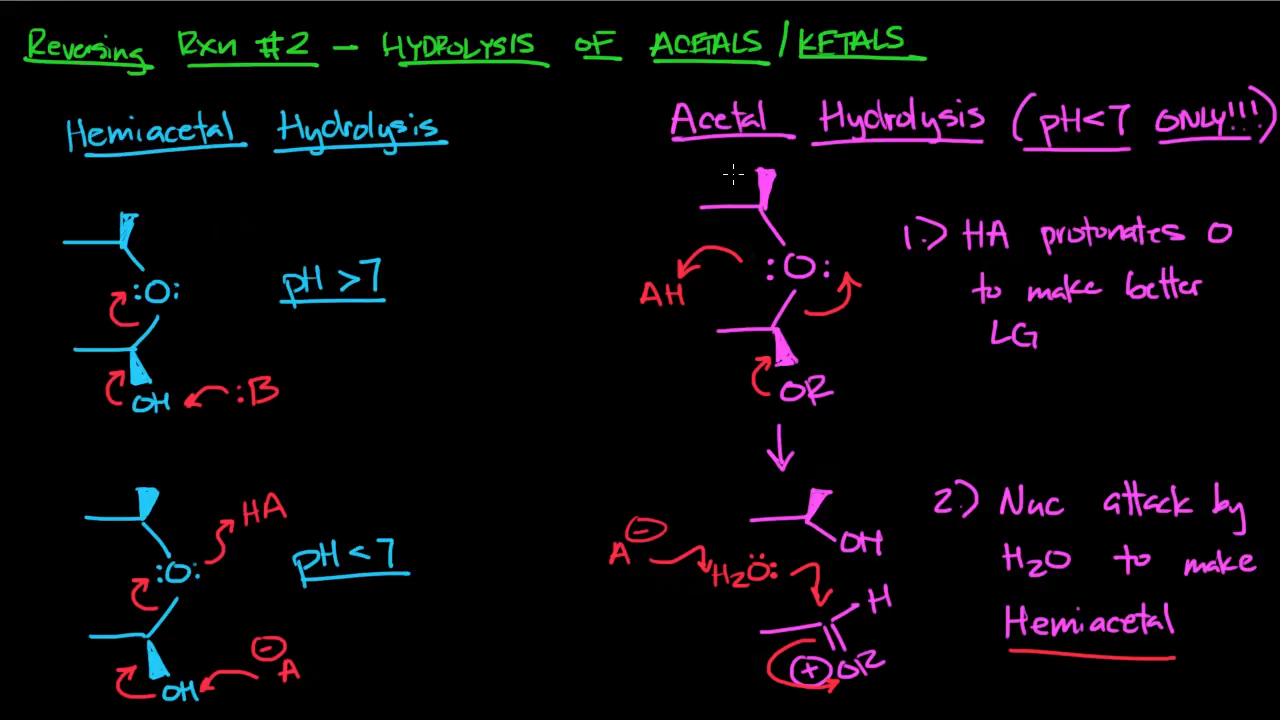 Reversing Rxn #2 – HYDROLYSIS OF ACETALS/KETALS
Hemiacetal Hydrolysis
:O:
pH >7
OH
:B
HA
:O:
pH < 7
⊖
A
OH
Acetal Hydrolysis (pH<7 ONLY!!!)
:O:
AH
OR
1.) HA protonates O
to make better
LG
OH
A⊖
H2O:
H
⊕OR
2.) Nuc attack by
H2O to make
Hemiacetal